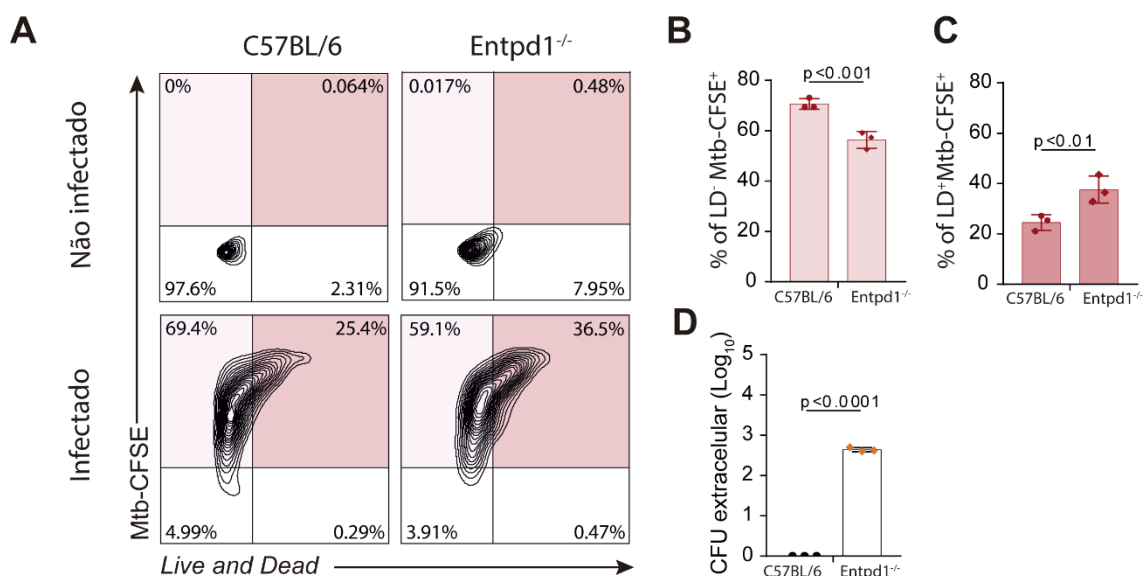 A
C57BL/6
Entpd1-/-
Não infectado
0%
0.064%
0.017%
0.48%
97.6%
2.31%
91.5%
7.95%
Infectado
69.4%
25.4%
59.1%
36.5%
4.99%
0.29%
3.91%
0.47%
Mtb-CFSE
Live and Dead
B
% of LD- Mtb-CFSE+
80
60
40
20
0
p<0.001
C57BL/6
Entpd1-/-
C
% of LD+Mtb-CFSE+
80
60
40
20
0
p<0.01
C57BL/6
Entpd1-/-
D
CFU extracelular (Log10)
5
4
3
2
1
0
p<0.0001
C57BL/6
Entpd1-/-